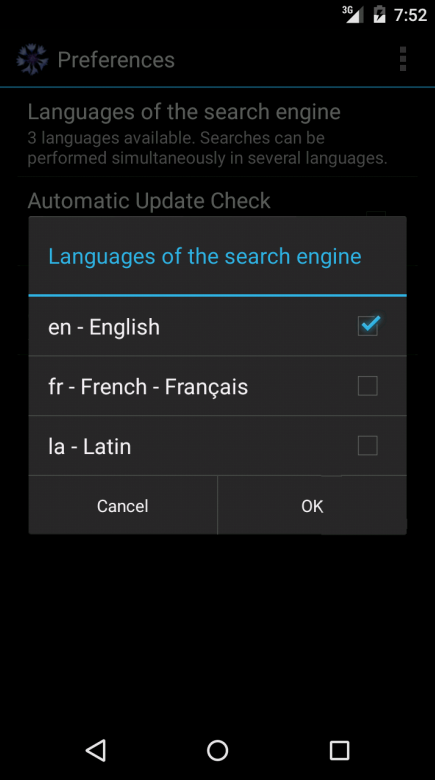 3G 7:52
Preferences
Languages of the search engine
3 languages available. Searches can be
performed simultaneously in several languages.
Automatic Update Check
Languages of the search engine
en - English
fr - French - Français
la - Latin
Cancel OK